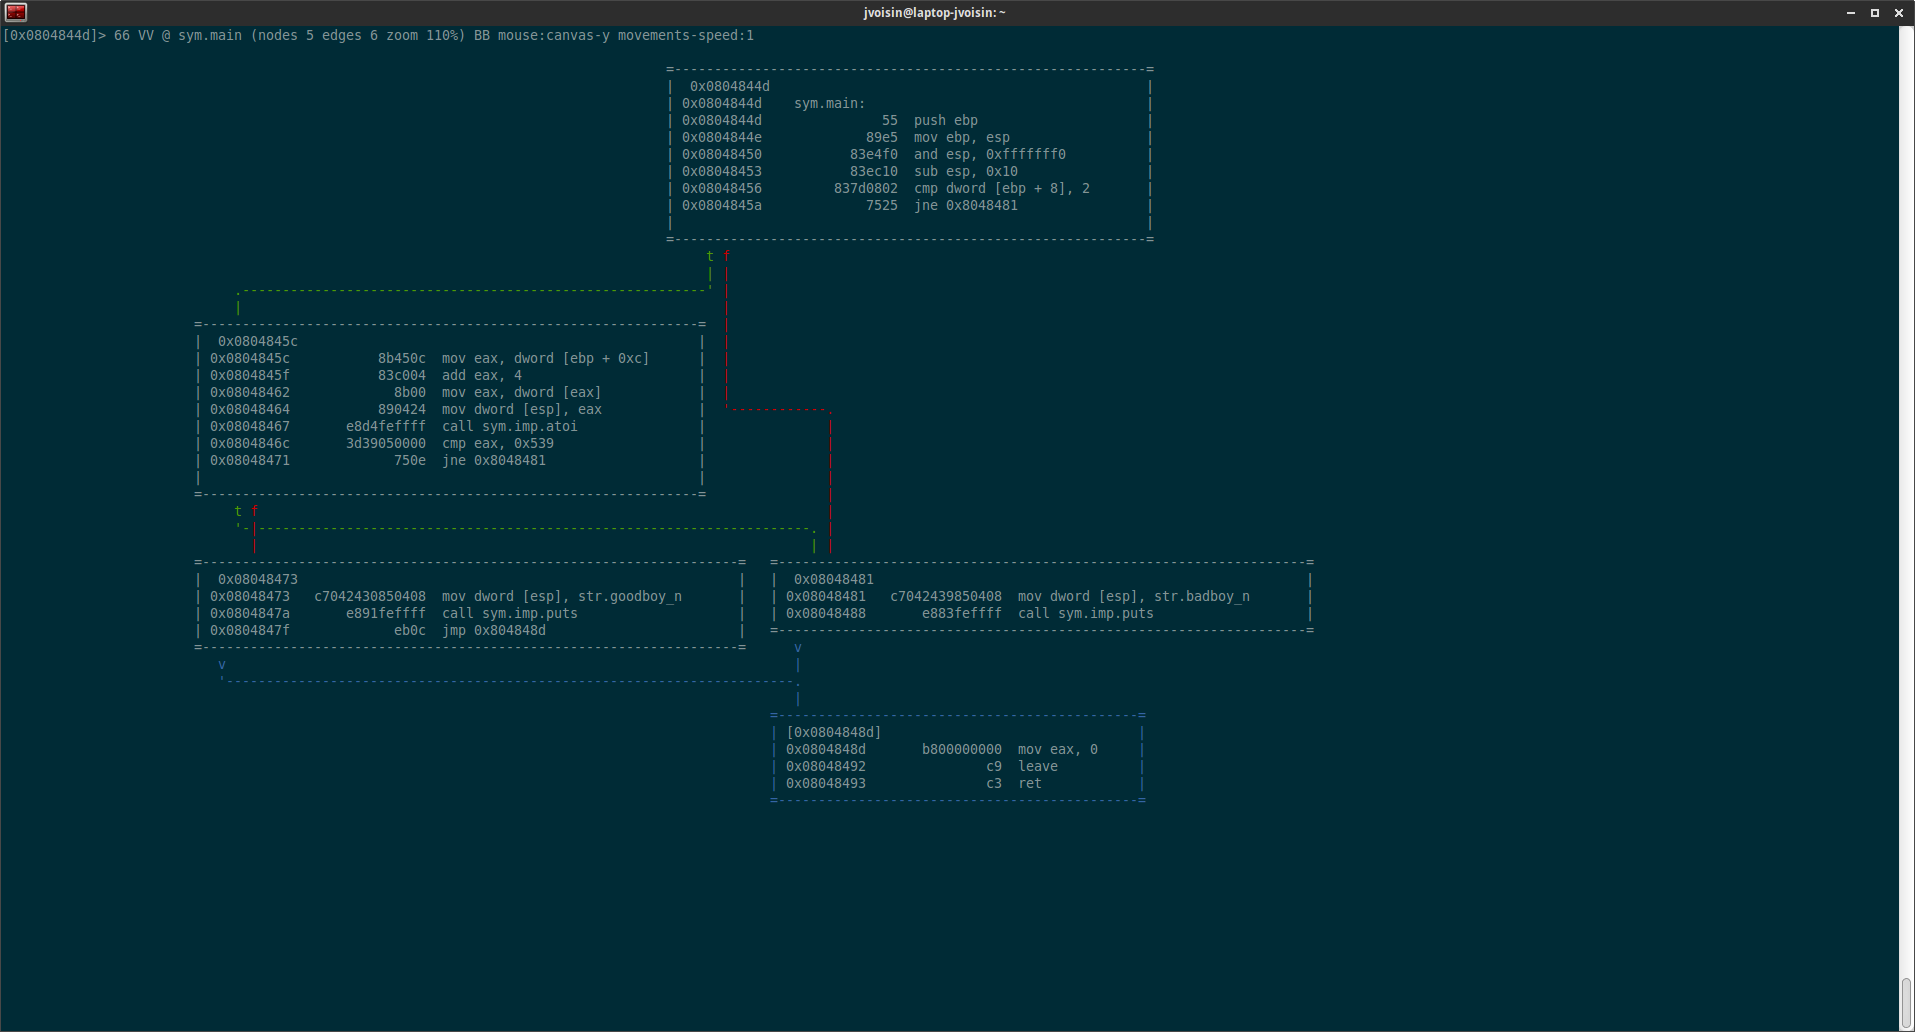 jvoisin@laptop-jvoisin: ~
[0x0804844d]> 66 VV @ sym.main (nodes 5 edges 6 zoom 110%) BB mouse:canvas-y movements-speed:1
0x0804844d
0x0804844d sym.main:
0x0804844d 55 push ebp
0x0804844e 89e5 mov ebp, esp
0x08048450 83e4f0 and esp, 0xfffffff0
0x08048453 83ec10 sub esp, 0x10
0x08048456 837d0802 cmp dword [ebp + 8], 2
0x0804845a 7525 jne 0x8048481
t f
0x0804845c
0x0804845c 8b450c mov eax, dword [ebp + 0xc]
0x0804845f 83c004 add eax, 4
0x08048462 8b00 mov eax, dword [eax]
0x08048464 890424 mov dword [esp], eax
0x08048467 e8d4feffff call sym.imp.atoi
0x0804846c 3d39050000 cmp eax, 0x539
0x08048471 750e jne 0x8048481
t f
0x08048473
0x08048473 c7042430850408 mov dword [esp], str.goodboy_n
0x0804847a e891feffff call sym.imp.puts
0x0804847f eb0c jmp 0x804848d
v
0x08048481
0x08048481 c7042439850408 mov dword [esp], str.badboy_n
0x08048488 e883feffff call sym.imp.puts
v
[0x0804848d]
0x0804848d b800000000 mov eax, 0
0x08048492 c9 leave
0x08048493 c3 ret